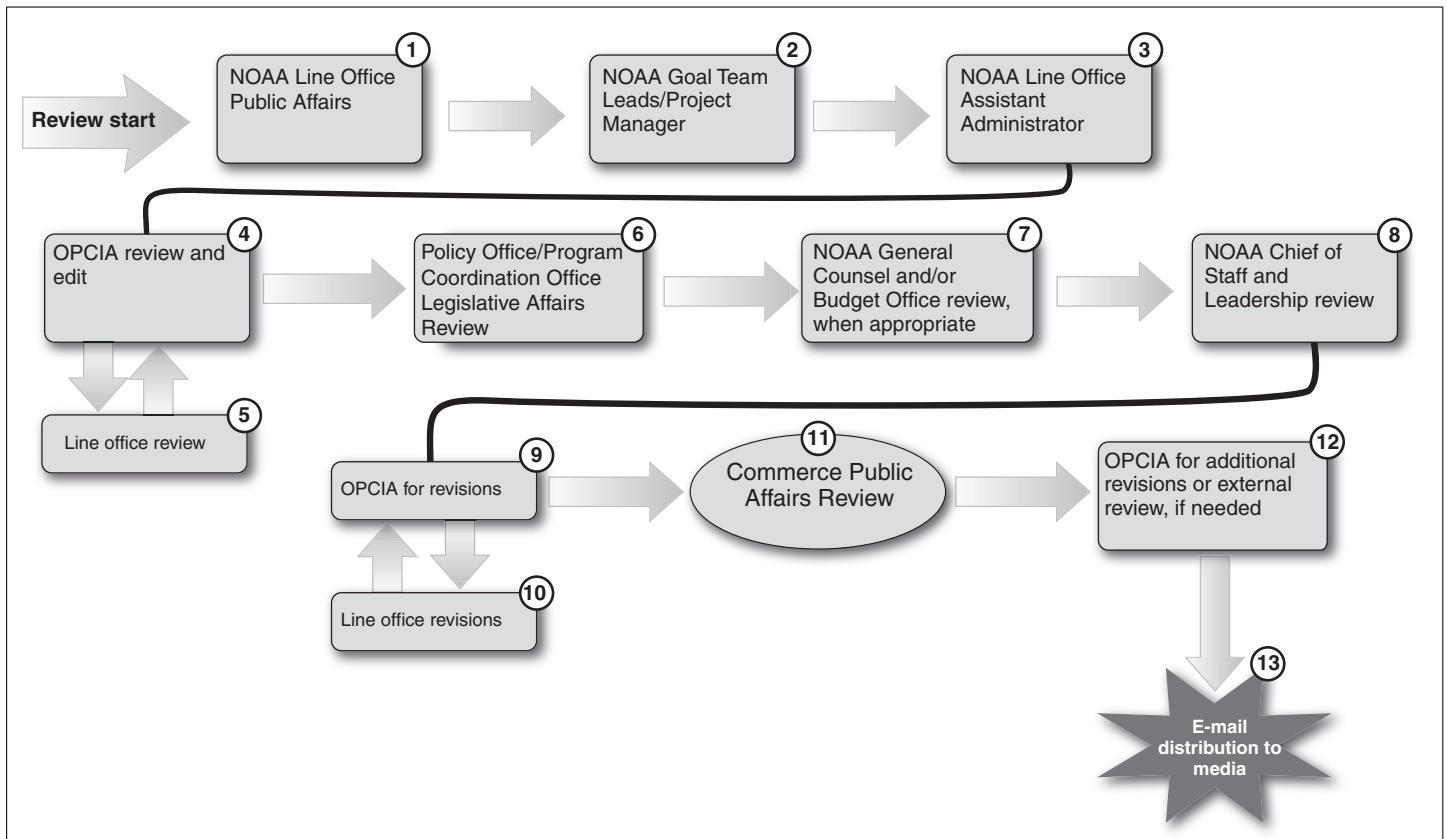 Review start
1
NOAA Line Office
Public Affairs
2
NOAA Goal Team
Leads/Project
Manager
3
NOAA Line Office
Assistant
Administrator
4
OPCIA review and
edit
5
Line office review
6
Policy Office/Program
Coordination Office
Legislative Affairs
Review
7
NOAA General
Counsel and/or
Budget Office review,
when appropriate
8
NOAA Chief of
Staff and
Leadership review
9
OPCIA for revisions
10
Line office revisions
11
Commerce Public
Affairs Review
12
OPCIA for additional
revisions or external
review, if needed
13
E-mail
distribution to
media